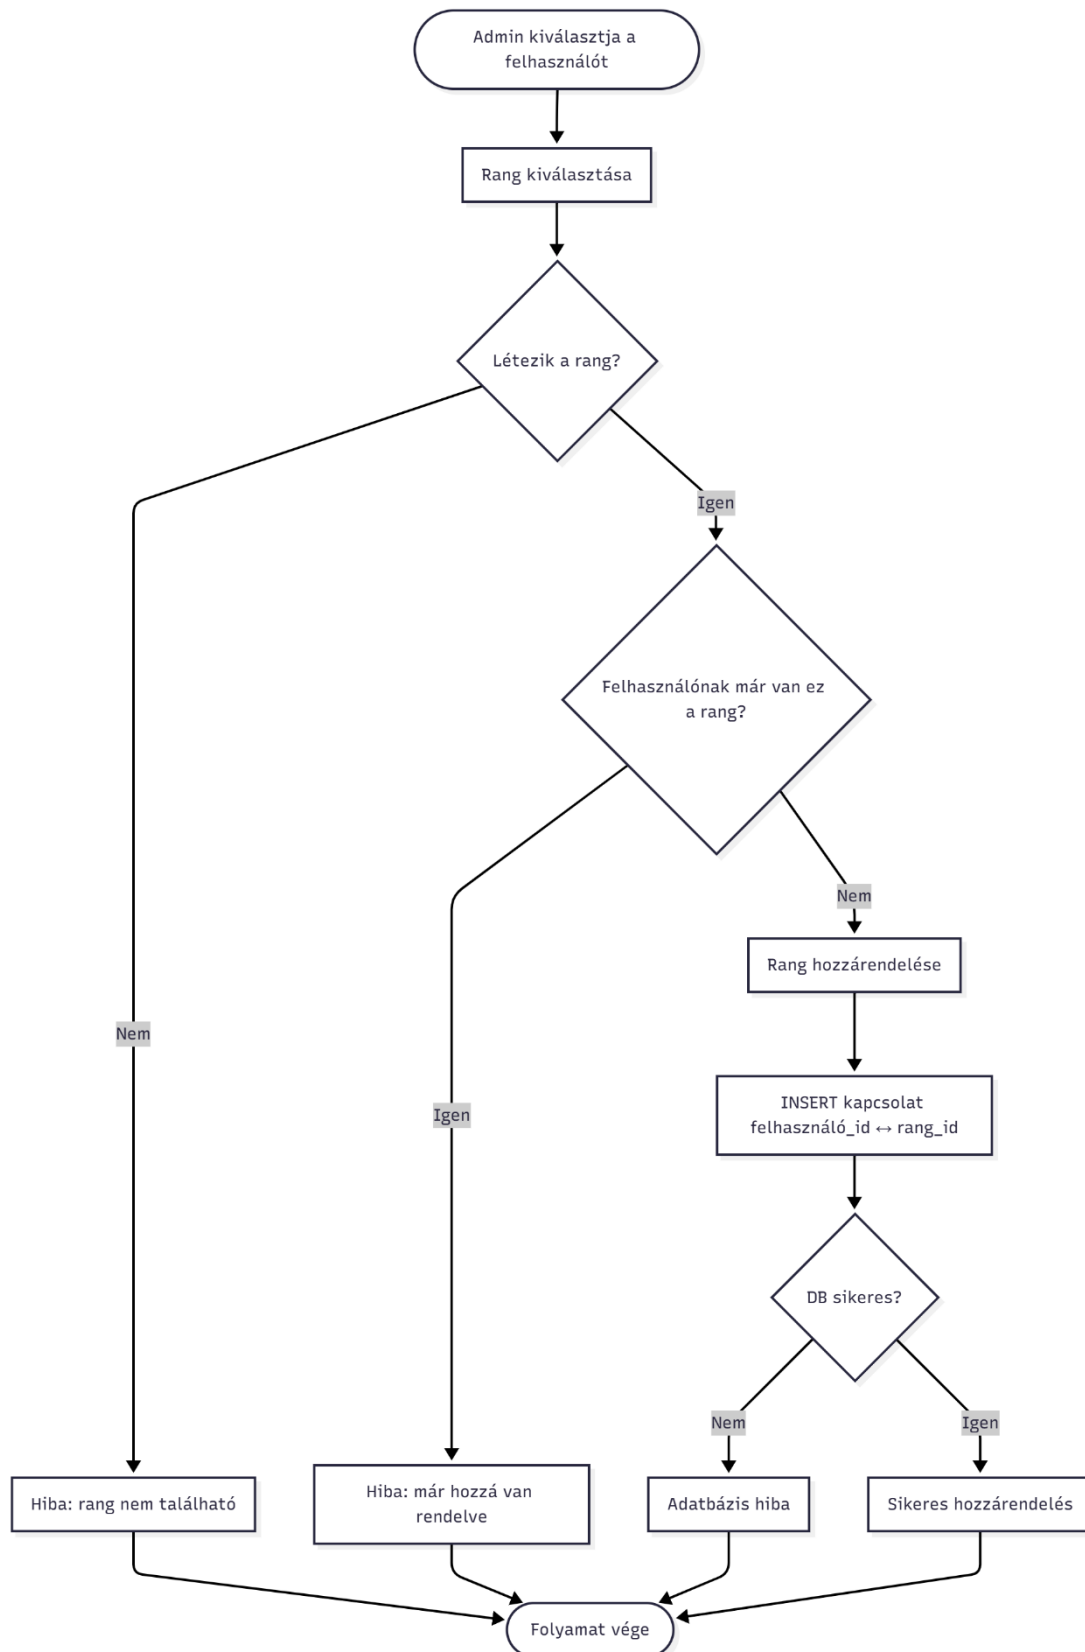 Admin kiválasztja a
felhasználót
Rang kiválasztása
Létezik a rang?
Igen
Felhasználónak már van ez
a rang?
Nem
Rang hozzárendelése
Nem
INSERT kapcsolat
felhasználó_id ↔ rang_id
Igen
DB sikeres?
Nem
Igen
Hiba: rang nem található
Hiba: már hozzá van
rendelve
Adatbázis hiba
Sikeres hozzárendelés
Folyamat vége